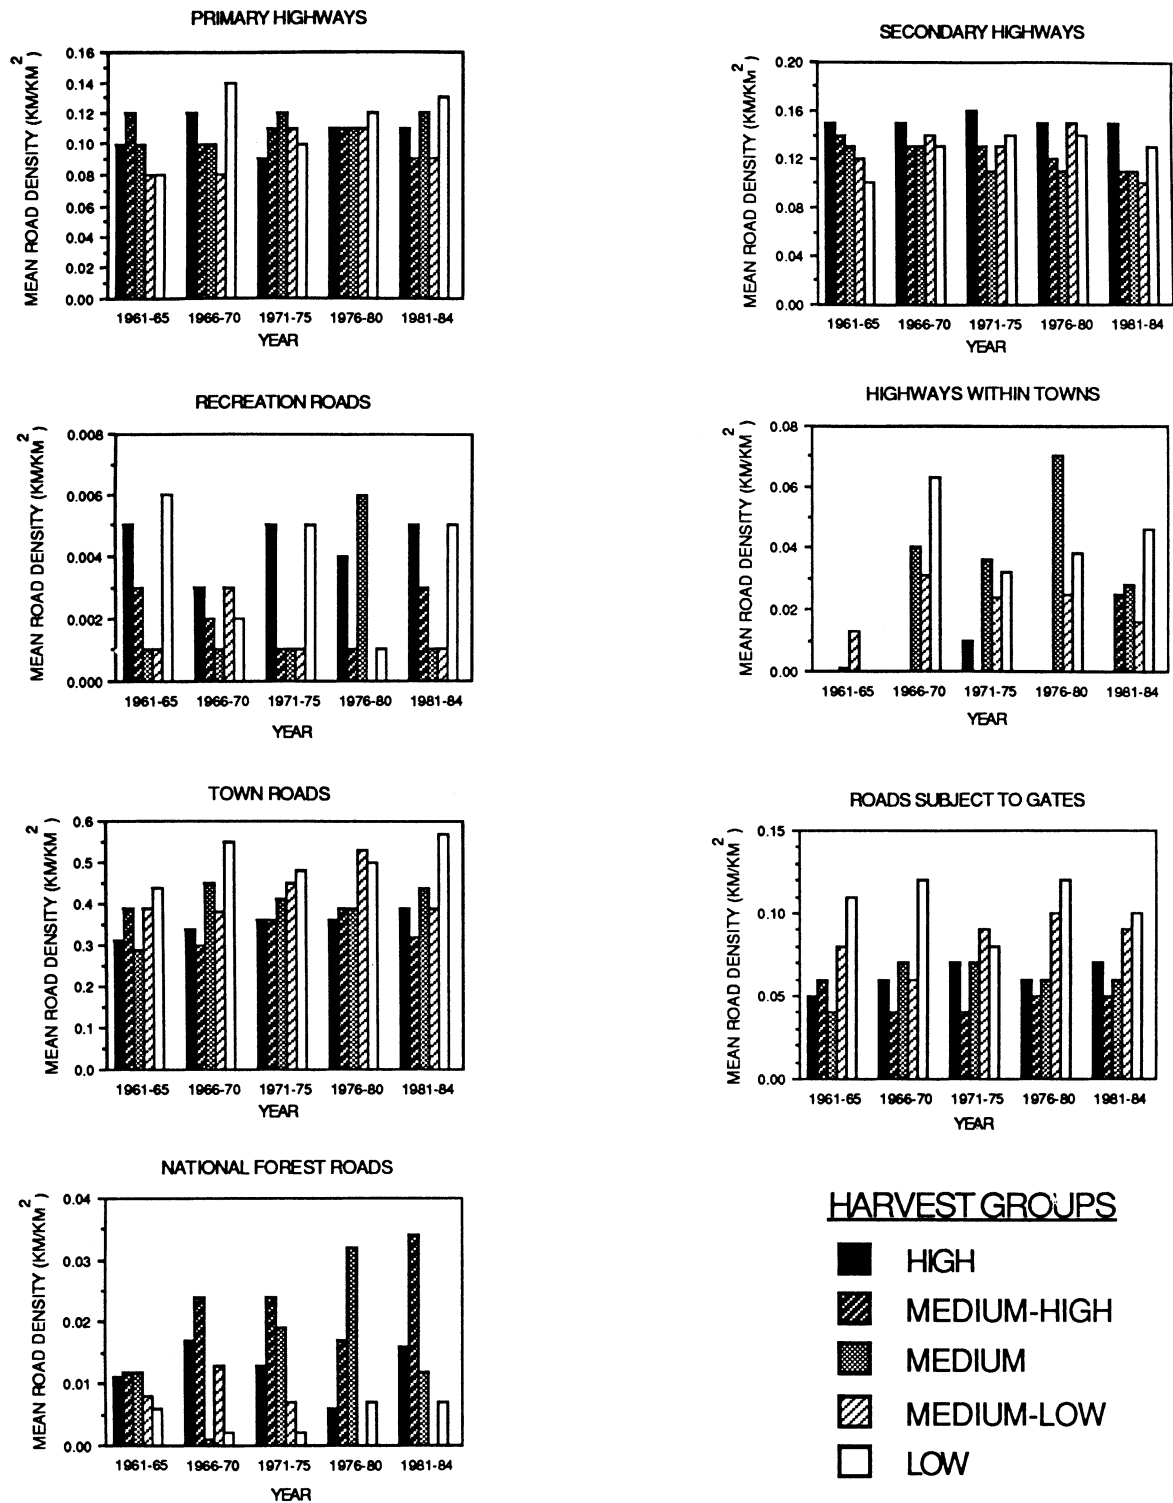 PRIMARY HIGHWAYS
MEAN ROAD DENSITY (KM/KM²)
0.16
0.14
0.12
0.10
0.08
0.06
0.04
0.02
0.00
1961-65 1966-70 1971-75 1976-80 1981-84
YEAR
SECONDARY HIGHWAYS
MEAN ROAD DENSITY (KM/KM²)
0.20
0.16
0.12
0.08
0.04
0.00
1961-65 1966-70 1971-75 1976-80 1981-84
YEAR
RECREATION ROADS
MEAN ROAD DENSITY (KM/KM²)
0.008
0.006
0.004
0.002
0.000
1961-65 1966-70 1971-75 1976-80 1981-84
YEAR
HIGHWAYS WITHIN TOWNS
MEAN ROAD DENSITY (KM/KM²)
0.08
0.06
0.04
0.02
0.00
1961-65 1966-70 1971-75 1976-80 1981-84
YEAR
TOWN ROADS
MEAN ROAD DENSITY (KM/KM²)
0.6
0.5
0.4
0.3
0.2
0.1
0.0
1961-65 1966-70 1971-75 1976-80 1981-84
YEAR
ROADS SUBJECT TO GATES
MEAN ROAD DENSITY (KM/KM²)
0.15
0.10
0.05
0.00
1961-65 1966-70 1971-75 1976-80 1981-84
YEAR
NATIONAL FOREST ROADS
MEAN ROAD DENSITY (KM/KM²)
0.04
0.03
0.02
0.01
0.00
1961-65 1966-70 1971-75 1976-80 1981-84
YEAR
HARVEST GROUPS
HIGH
MEDIUM-HIGH
MEDIUM
MEDIUM-LOW
LOW